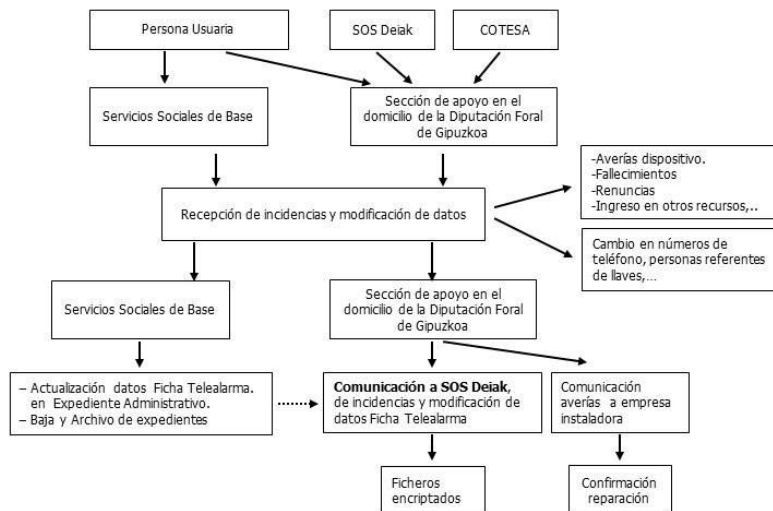 Persona Usuaria
SOS Deiak
COTESA
Servicios Sociales de Base
Sección de apoyo en el
domicilio de la Diputación Foral
de Gipuzkoa
-Averías dispositivo.
-Fallecimientos
-Renuncias
-Ingreso en otros recursos,..
Recepción de incidencias y modificación de datos
Cambio en números de
teléfono, personas referentes
de llaves,...
Servicios Sociales de Base
Sección de apoyo en el
domicilio de la Diputación Foral
de Gipuzkoa
– Actualización datos Ficha Telealarma.
en Expediente Administrativo.
– Baja y Archivo de expedientes
Comunicación a SOS Deiak,
de incidencias y modificación de
datos Ficha Telealarma
Comunicación
averías a empresa
instaladora
Ficheros
encriptados
Confirmación
reparación